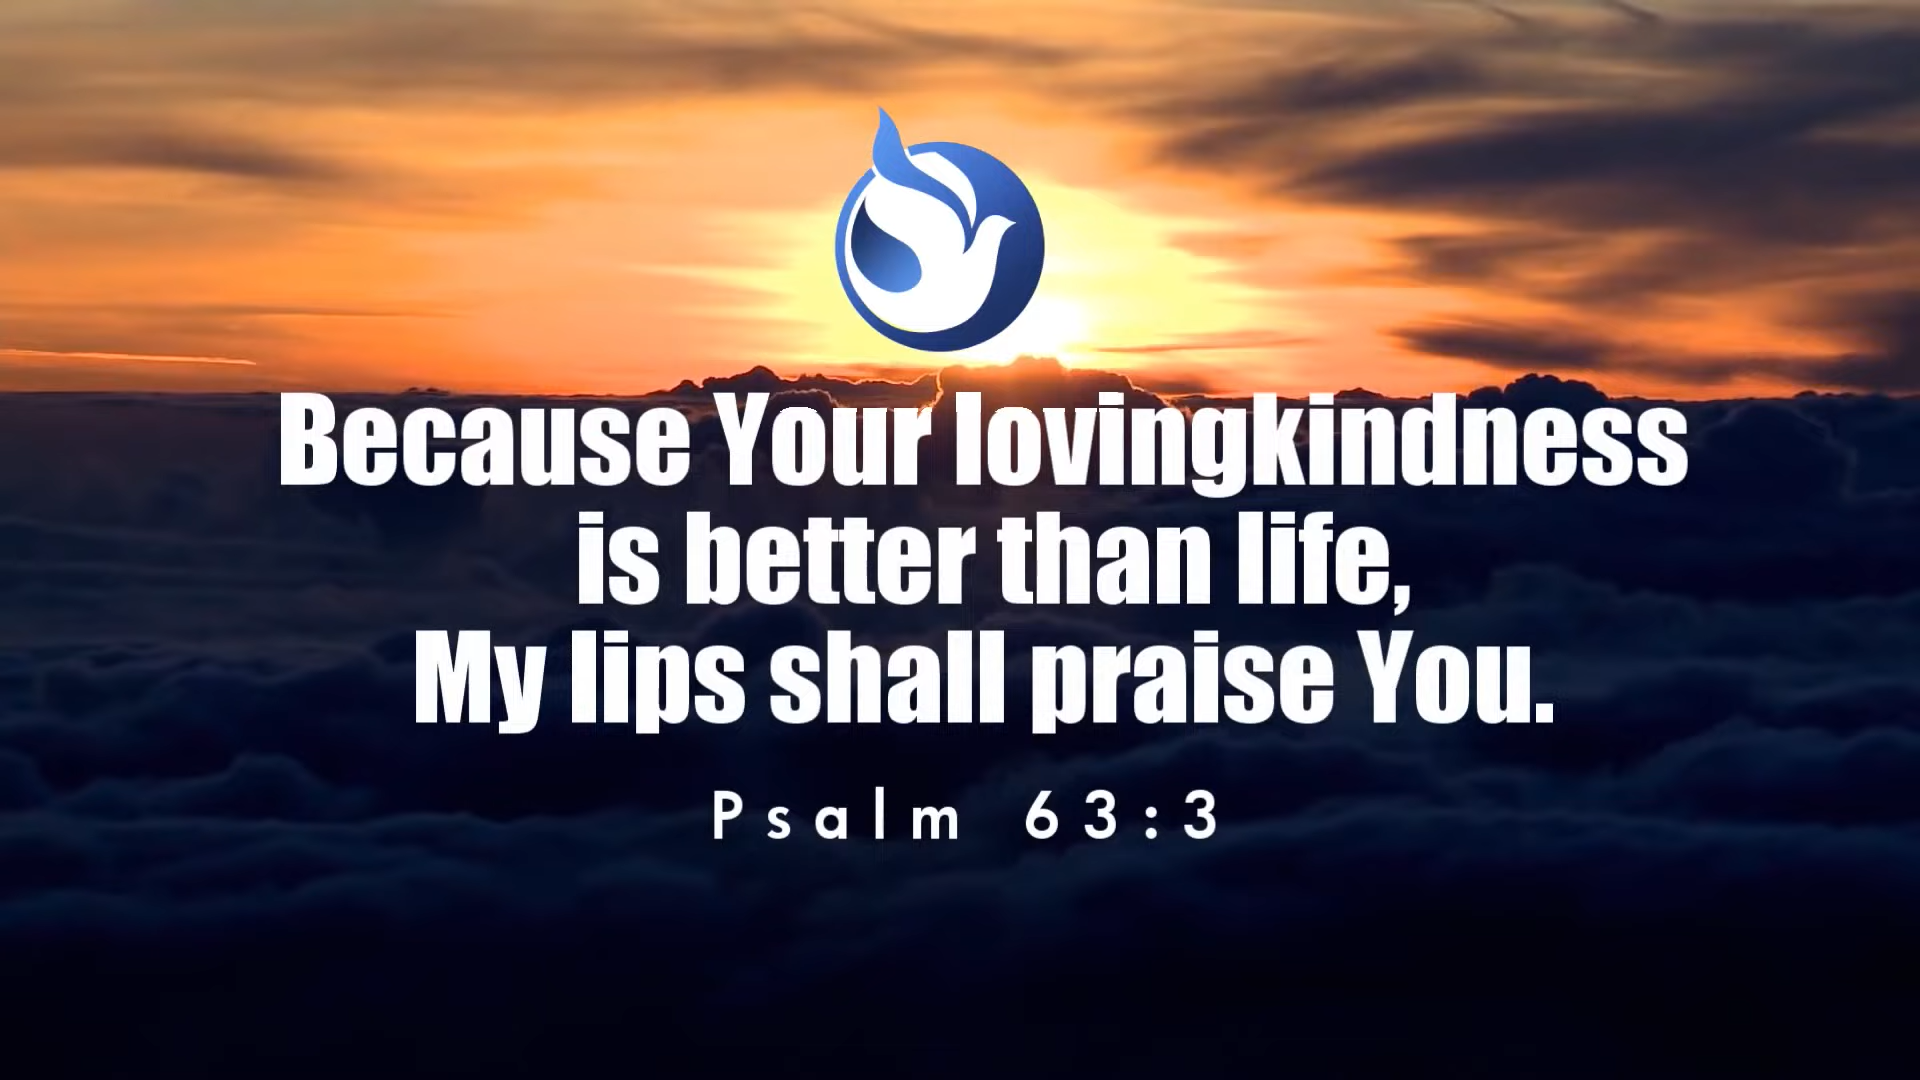 Because Your lovingkindness
is better than life,
My lips shall praise You.
Psalm 63:3